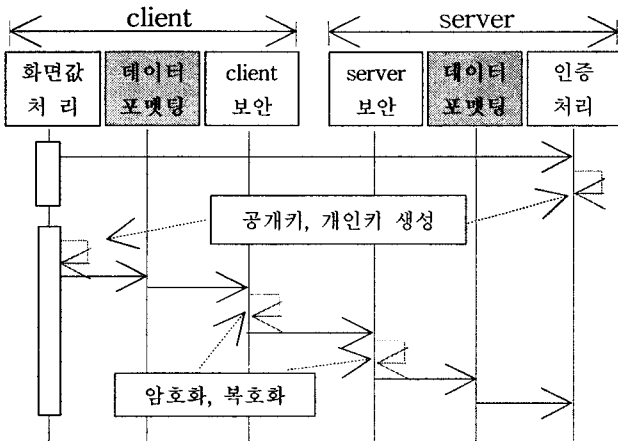 client
server
화면값
처 리
데이터
포멧팅
client
보안
server
보안
데이터
포멧팅
인증
처리
공개키, 개인키 생성
암호화, 복호화